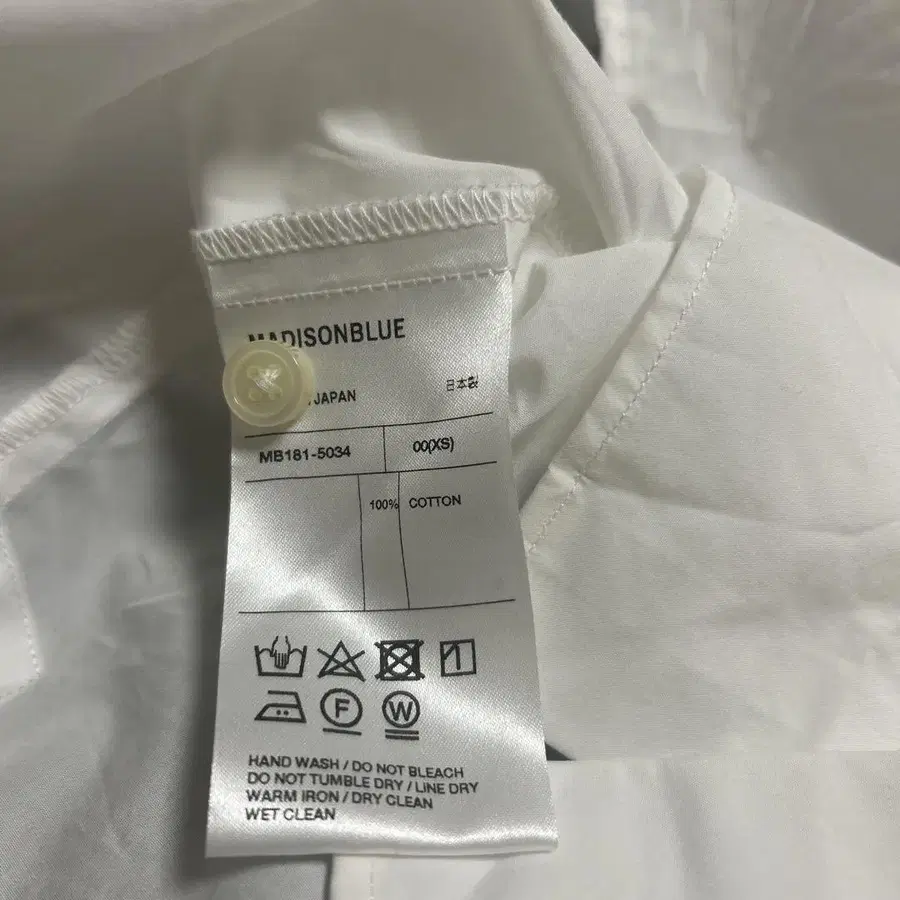 MADISONBLUE
JAPAN 日本製
MB181-5034 00(XS)
100% COTTON
F W
HAND WASH / DO NOT BLEACH
DO NOT TUMBLE DRY / LINE DRY
WARM IRON / DRY CLEAN
WET CLEAN